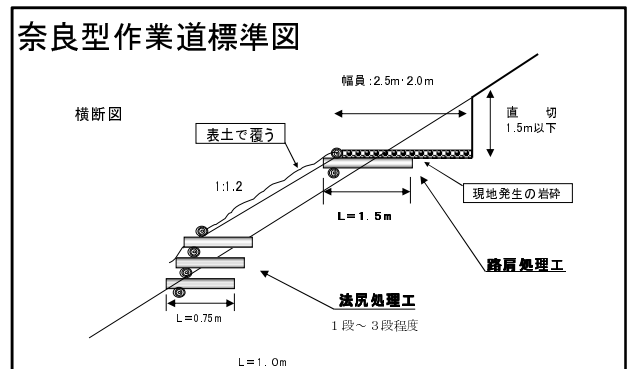 奈良型作業道標準図
幅員:2.5m・2.0m
横断図
直 切
1.5m以下
表土で覆う
1:1.2
現地発生の岩砕
L=1.5m
路肩処理工
法尻処理工
1段～3段程度
L=0.75m
L=1.0m